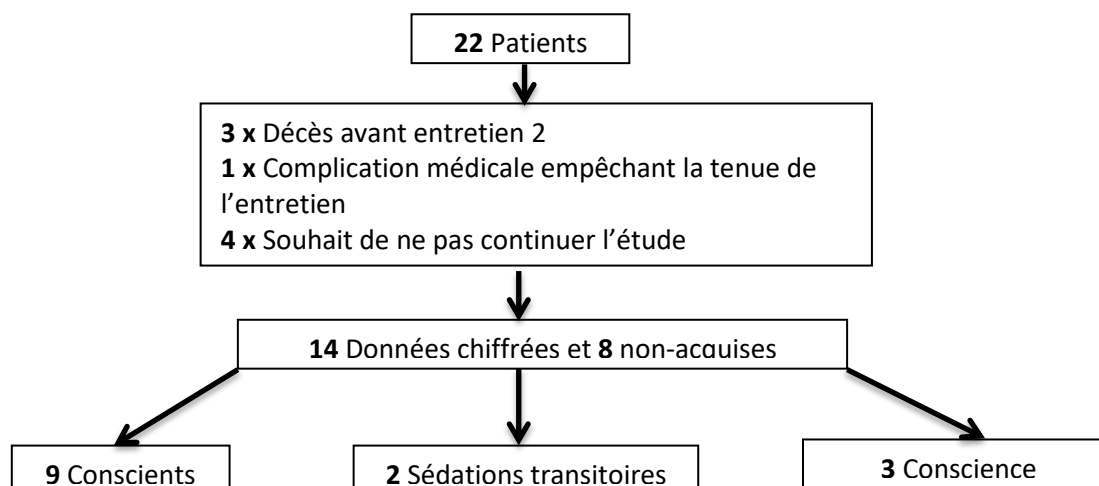 22 Patients
3 x Décès avant entretien 2
1 x Complication médicale empêchant la tenue de
l’entretien
4 x Souhait de ne pas continuer l’étude
14 Données chiffrées et 8 non-acquises
9 Conscients
2 Sédations transitoires
3 Conscience